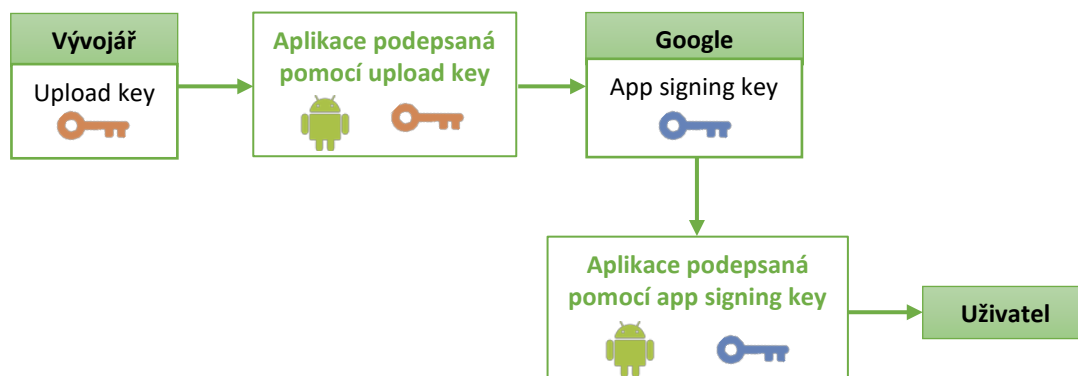 Vývojář
Upload key
Aplikace podepsaná
pomocí upload key
Google
App signing key
Aplikace podepsaná
pomocí app signing key
Uživatel